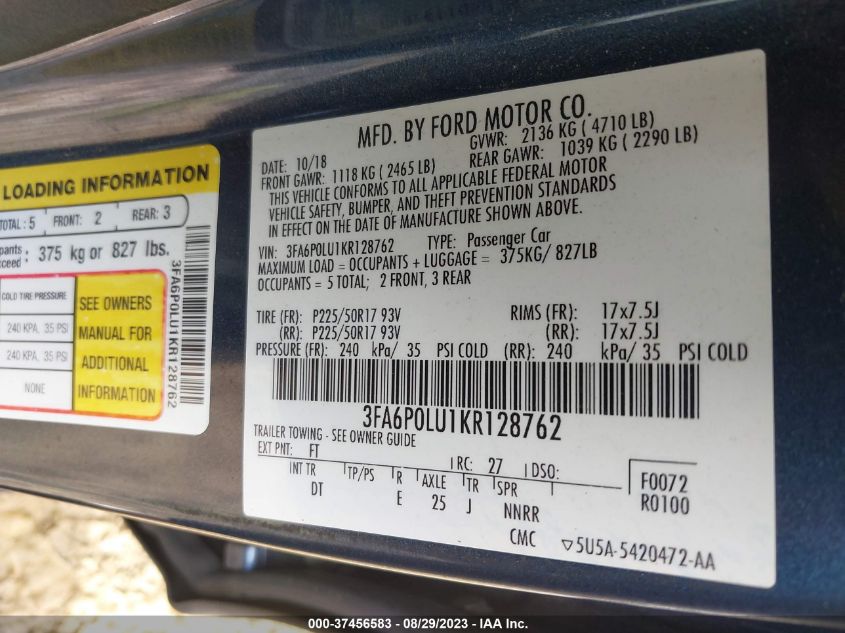 LOADING INFORMATION
TOTAL: 5 FRONT: 2 REAR: 3
375 kg or 827 lbs.
COLD TIRE PRESSURE
240 KPA, 35 PSI
240 KPA, 35 PSI
NONE
SEE OWNERS
MANUAL FOR
ADDITIONAL
INFORMATION
3FA6P0LU1KR128762
MFD. BY FORD MOTOR CO.
DATE: 10/18 GVWR: 2136 KG ( 4710 LB)
FRONT GAWR: 1118 KG ( 2465 LB) REAR GAWR: 1039 KG ( 2290 LB)
THIS VEHICLE CONFORMS TO ALL APPLICABLE FEDERAL MOTOR
VEHICLE SAFETY, BUMPER, AND THEFT PREVENTION STANDARDS
IN EFFECT ON THE DATE OF MANUFACTURE SHOWN ABOVE.
VIN: 3FA6P0LU1KR128762 TYPE: Passenger Car
MAXIMUM LOAD = OCCUPANTS + LUGGAGE = 375KG/ 827LB
OCCUPANTS = 5 TOTAL; 2 FRONT, 3 REAR
TIRE (FR): P225/50R17 93V RIMS (FR): 17x7.5J
(RR): P225/50R17 93V (RR): 17x7.5J
PRESSURE (FR): 240 kPa/ 35 PSI COLD (RR): 240 kPa/ 35 PSI COLD
3FA6P0LU1KR128762
TRAILER TOWING - SEE OWNER GUIDE
EXT PNT: FT RC: 27 DSO:
INT TR TP/PS R AXLE TR SPR
DT E 25 J NNRR
F0072
R0100
CMC ▽5U5A-5420472-AA
000-37456583 - 08/29/2023 - IAA Inc.